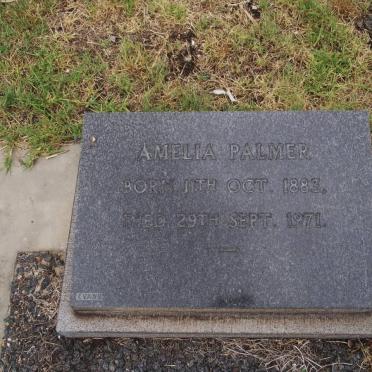 AMELIA PALMER
BORN 11TH OCT. 1883.
DIED 29TH SEPT. 1971.